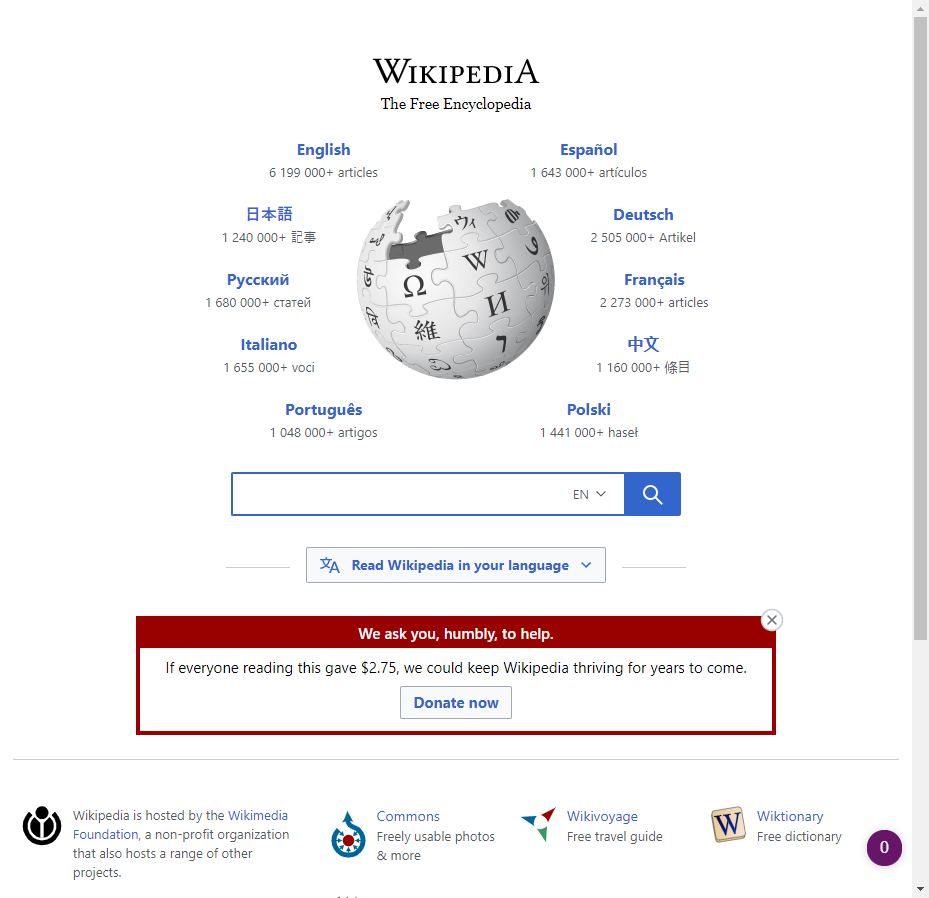 WIKIPEDIA
The Free Encyclopedia
English
6 199 000+ articles
Español
1 643 000+ artículos
日本語
1 240 000+ 記事
Deutsch
2 505 000+ Artikel
Русский
1 680 000+ статей
Français
2 273 000+ articles
Italiano
1 655 000+ voci
中文
1 160 000+ 條目
Português
1 048 000+ artigos
Polski
1 441 000+ haseł
Ω
W
ウィ
И
維
EN
Read Wikipedia in your language
We ask you, humbly, to help.
If everyone reading this gave $2.75, we could keep Wikipedia thriving for years to come.
Donate now
Wikipedia is hosted by the Wikimedia
Foundation, a non-profit organization
that also hosts a range of other
projects.
Commons
Freely usable photos
& more
Wikivoyage
Free travel guide
W
Wiktionary
Free dictionary
0